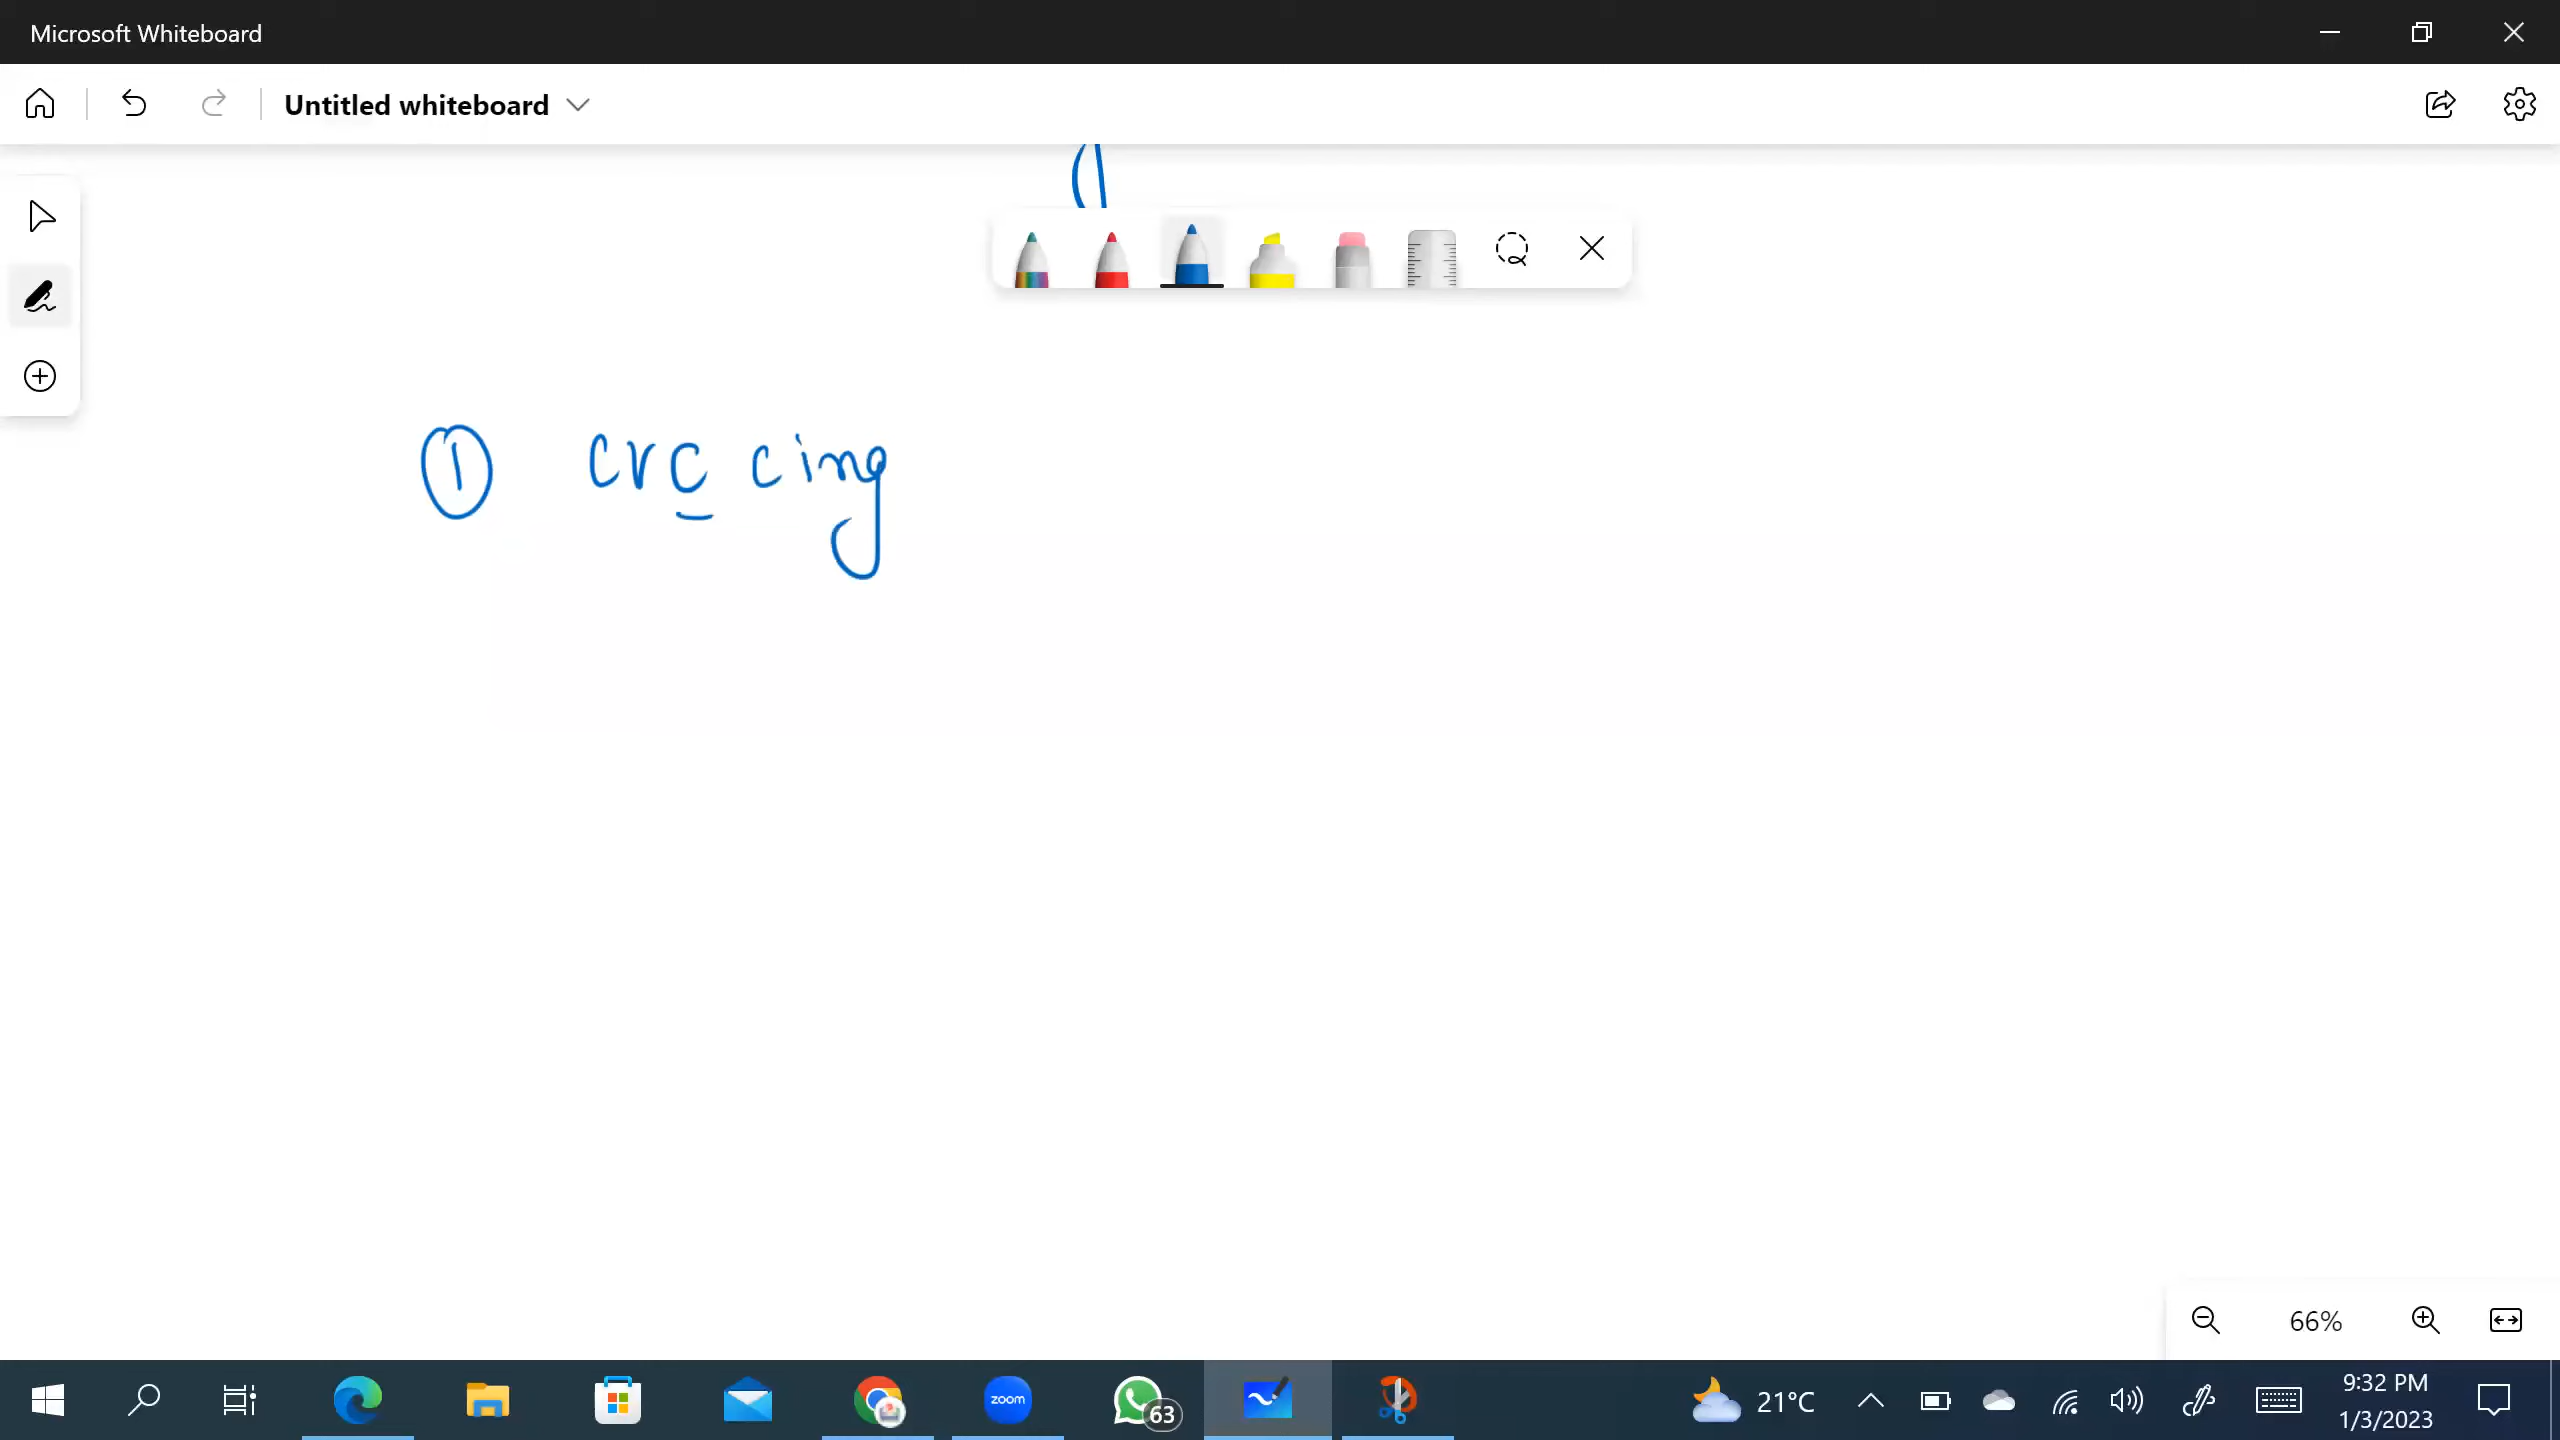 Microsoft Whiteboard
Untitled whiteboard
① cvc cing
66%
zoom
63
21°C
9:32 PM
1/3/2023